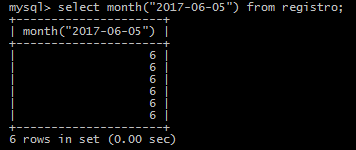 mysql> select month("2017-06-05") from registro;
+---------------------+
| month("2017-06-05") |
+---------------------+
|                   6 |
|                   6 |
|                   6 |
|                   6 |
|                   6 |
|                   6 |
+---------------------+
6 rows in set (0.00 sec)